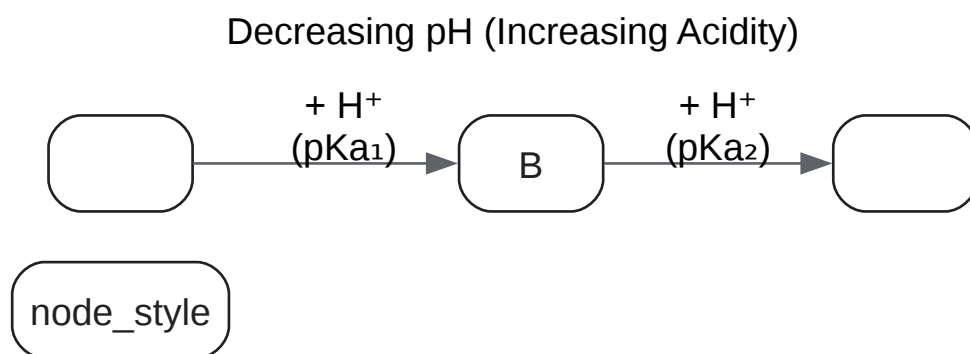 Decreasing pH (Increasing Acidity)
+ H⁺
(pKa₁)
+ H⁺
(pKa₂)
B
node_style